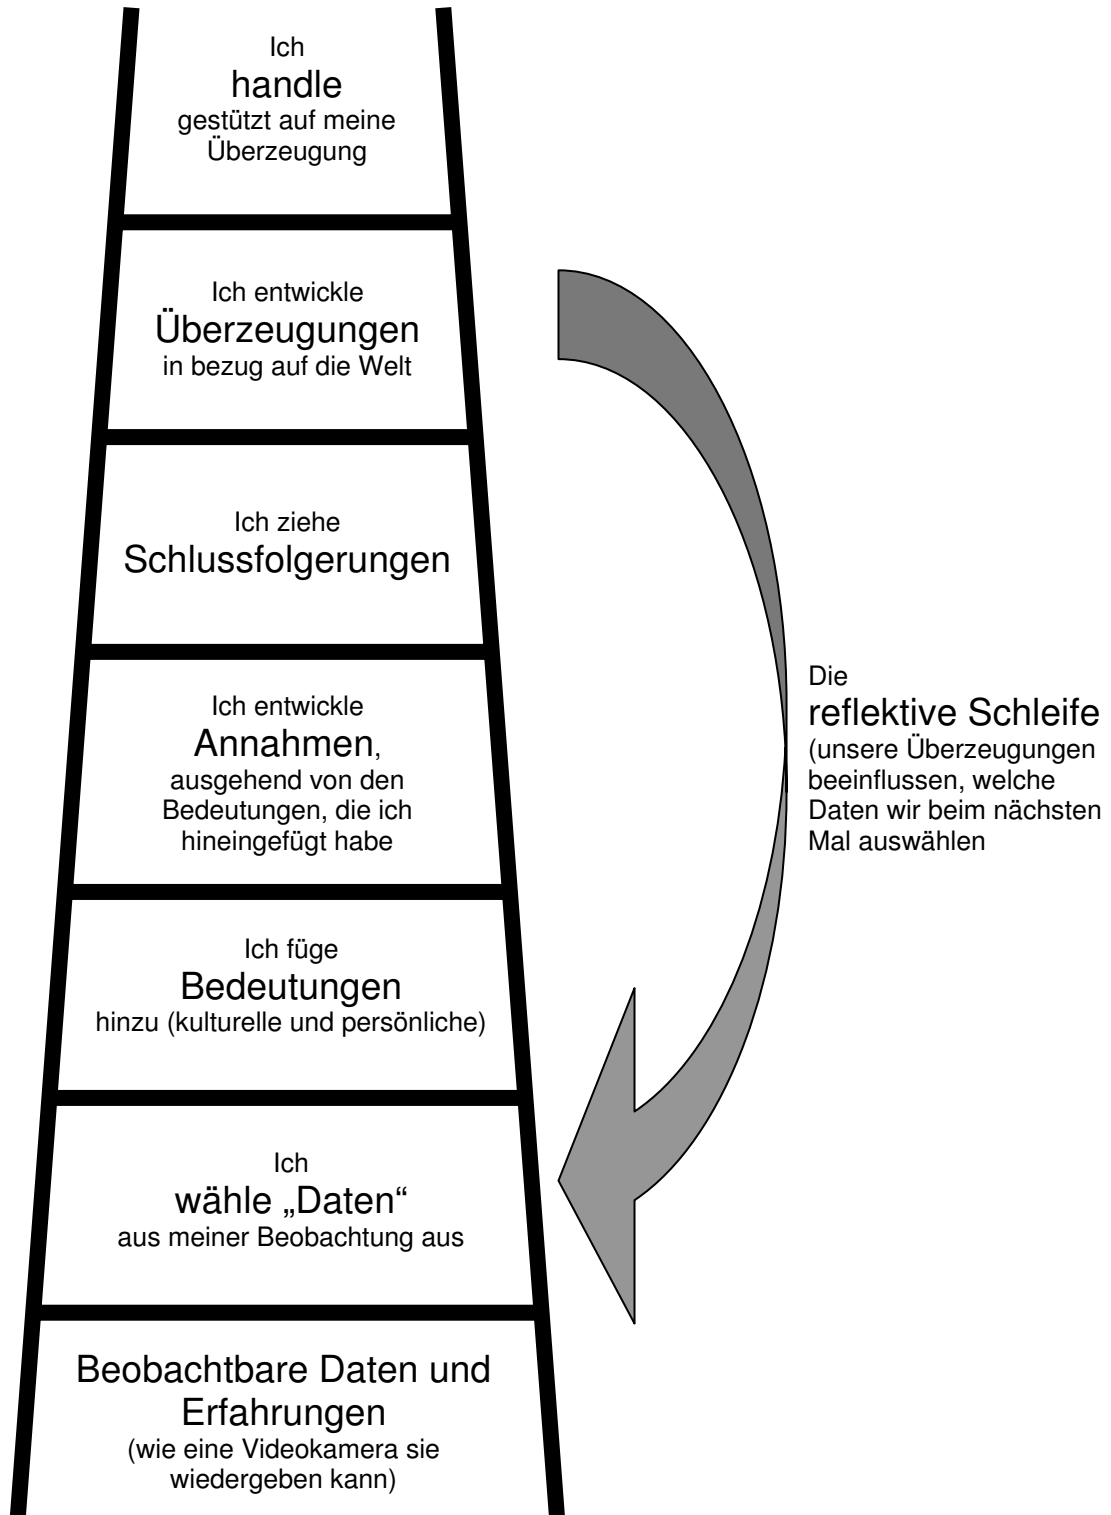 Ich
handle
gestützt auf meine
Überzeugung
Ich entwickle
Überzeugungen
in bezug auf die Welt
Ich ziehe
Schlussfolgerungen
Ich entwickle
Annahmen,
ausgehend von den
Bedeutungen, die ich
hineingefügt habe
Ich füge
Bedeutungen
hinzu (kulturelle und persönliche)
Ich
wähle „Daten“
aus meiner Beobachtung aus
Beobachtbare Daten und
Erfahrungen
(wie eine Videokamera sie
wiedergeben kann)
Die
reflektive Schleife
(unsere Überzeugungen
beeinflussen, welche
Daten wir beim nächsten
Mal auswählen